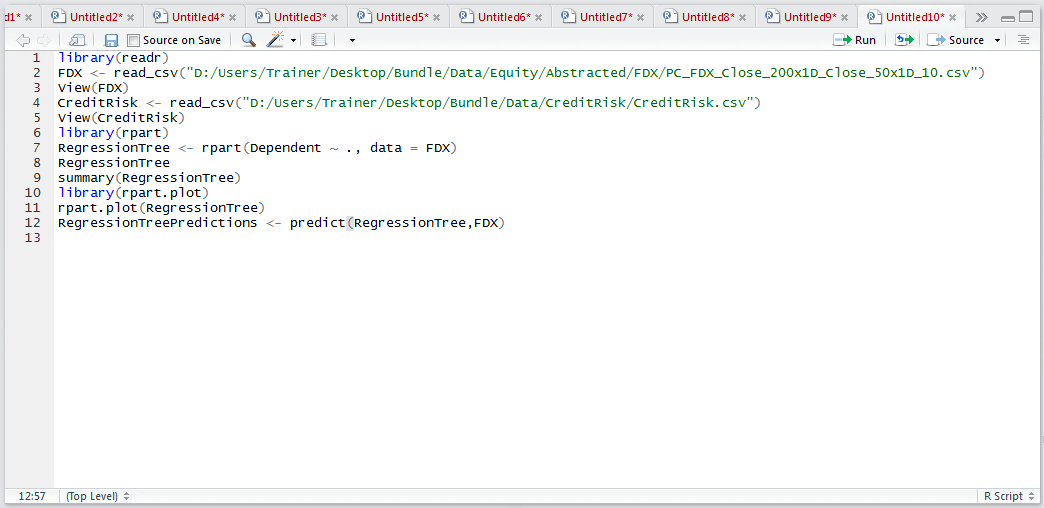 d1* Untitled2* Untitled4* Untitled3* Untitled5* Untitled6* Untitled7* Untitled8* Untitled9* Untitled10*
Source on Save Run Source
1 library(readr)
2 FDX <- read_csv("D:/Users/Trainer/Desktop/Bundle/Data/Equity/Abstracted/FDX/PC_FDX_Close_200x1D_Close_50x1D_10.csv")
3 View(FDX)
4 CreditRisk <- read_csv("D:/Users/Trainer/Desktop/Bundle/Data/CreditRisk/CreditRisk.csv")
5 View(CreditRisk)
6 library(rpart)
7 RegressionTree <- rpart(Dependent ~ ., data = FDX)
8 RegressionTree
9 summary(RegressionTree)
10 library(rpart.plot)
11 rpart.plot(RegressionTree)
12 RegressionTreePredictions <- predict(RegressionTree,FDX)
13
12:57 (Top Level) R Script